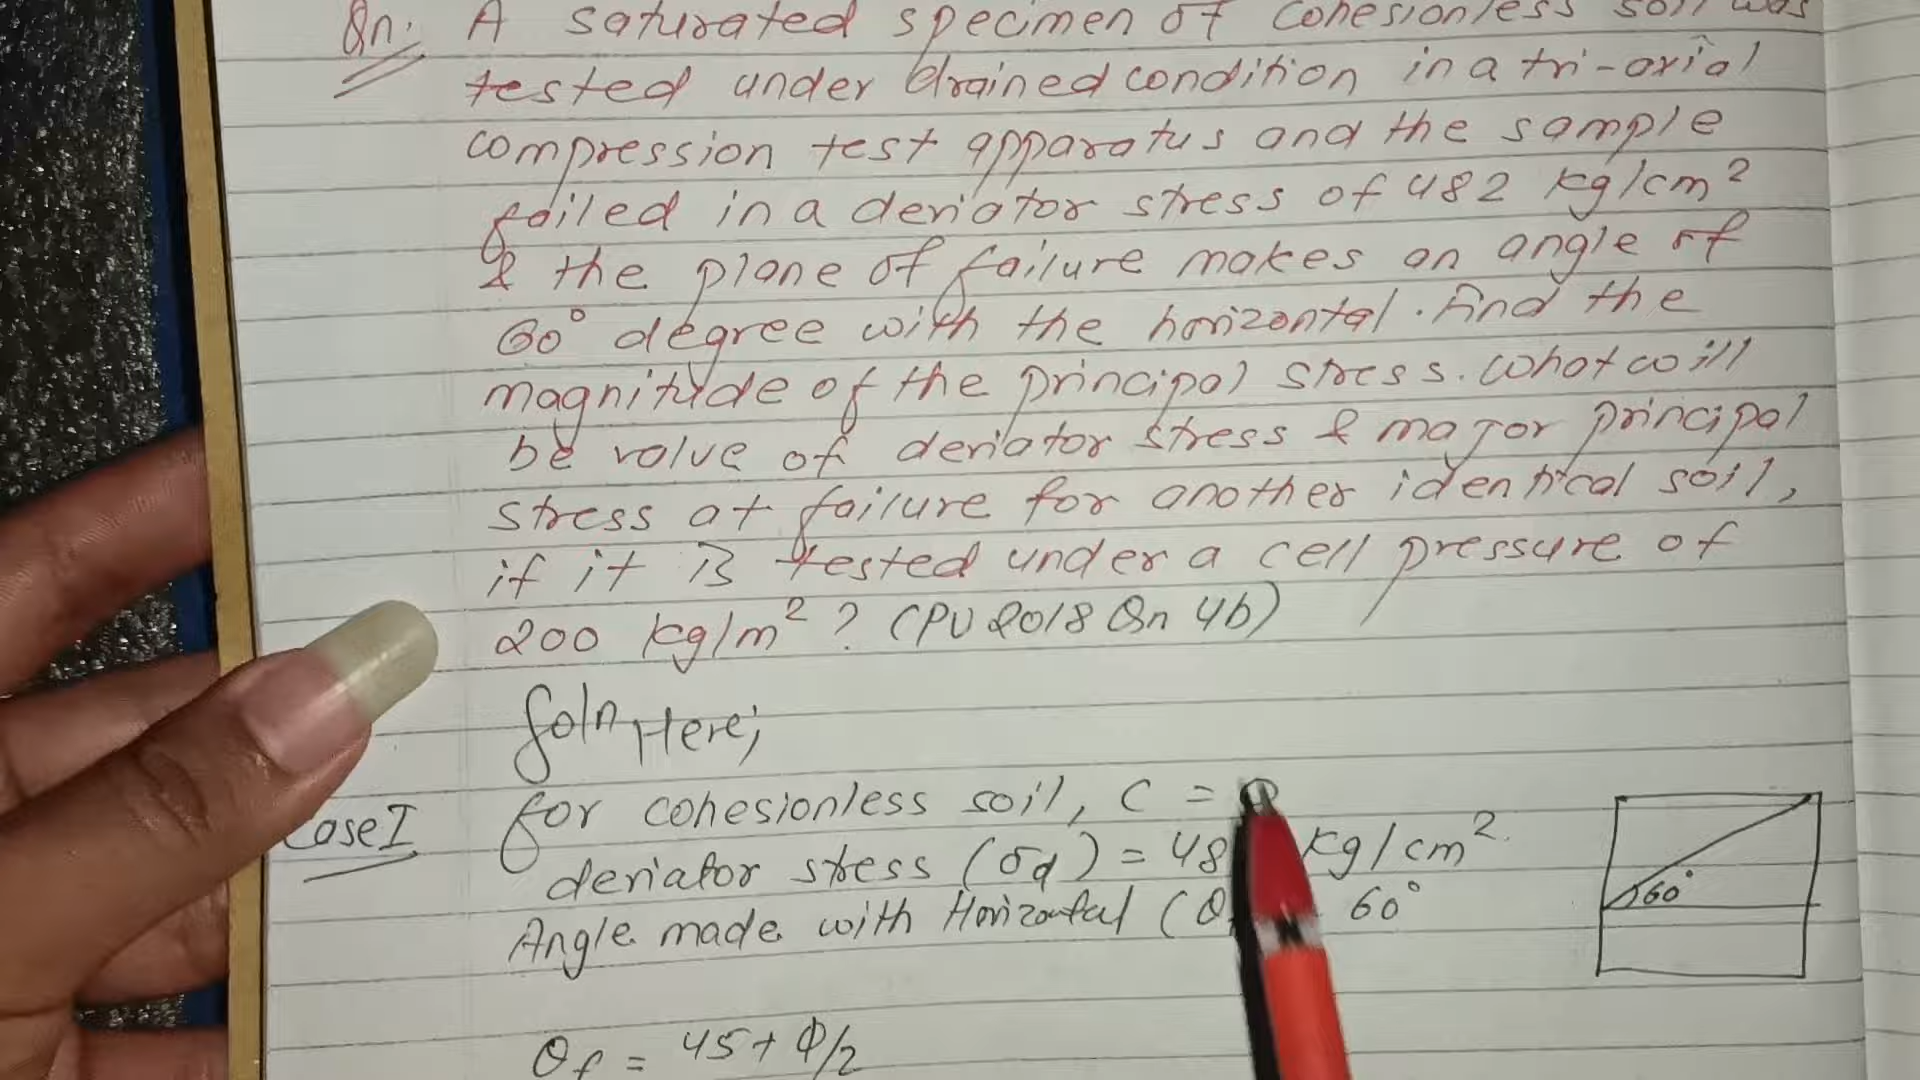 Qn. A saturated specimen of cohesionless soil was
tested under drained condition in a tri-axial
compression test apparatus and the sample
failed in a deviator stress of 482 kg/cm²
& the plane of failure makes an angle of
60° degree with the horizontal. Find the
magnitude of the principal stress. What will
be value of deviator stress & major principal
stress at failure for another identical soil,
if it is tested under a cell pressure of
200 kg/m² ? (PU 2018 Qn 4b)
Soln Here;
Case I for cohesionless soil, C = 0
deviator stress (σd) = 48 kg/cm².
Angle made with Horizontal (θ 60°
60°
θf = 45 + φ/2